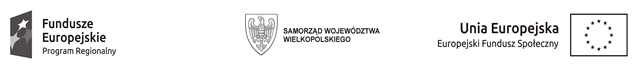 Fundusze
Europejskie
Program Regionalny
SAMORZĄD WOJEWÓDZTWA
WIELKOPOLSKIEGO
Unia Europejska
Europejski Fundusz Społeczny